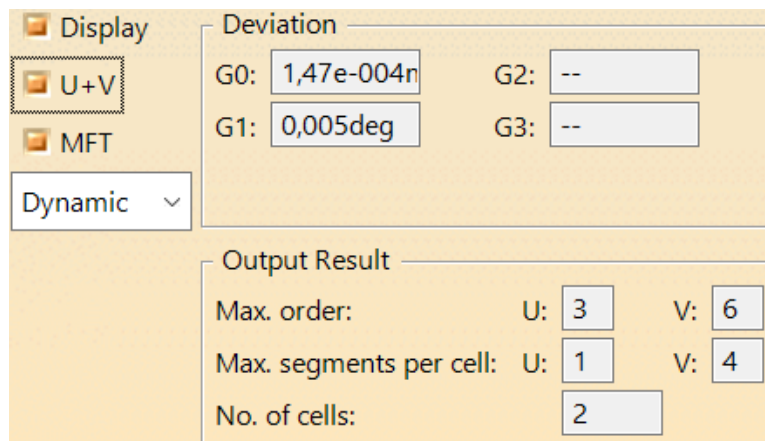 Display
U+V
MFT
Dynamic
Deviation
G0: 1,47e-004m G2: --
G1: 0,005deg G3: --
Output Result
Max. order: U: 3 V: 6
Max. segments per cell: U: 1 V: 4
No. of cells: 2